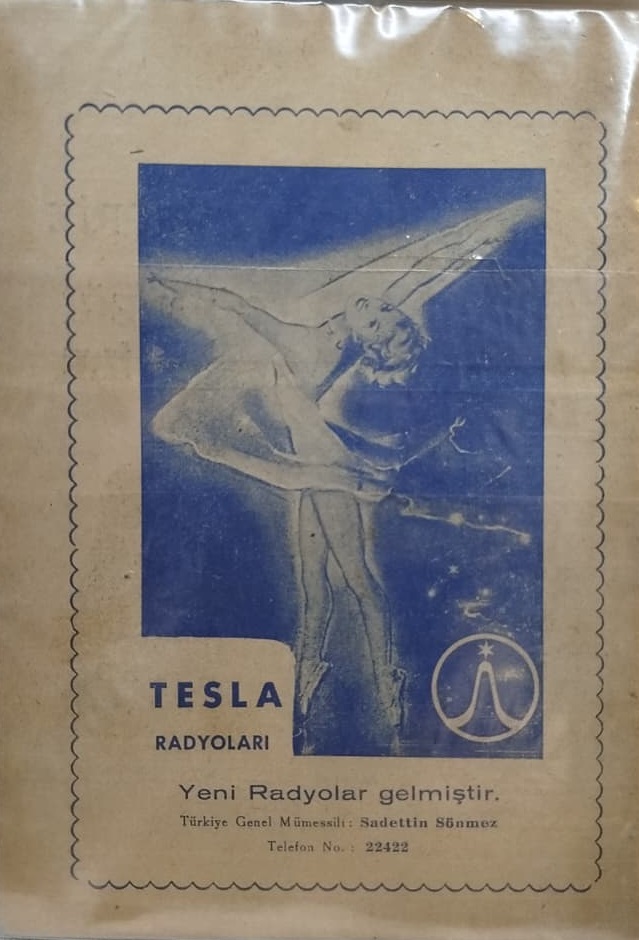 TESLA
RADYOLARI
Yeni Radyolar gelmiştir.
Türkiye Genel Mümessili: Sadettin Sönmez
Telefon No. : 22422